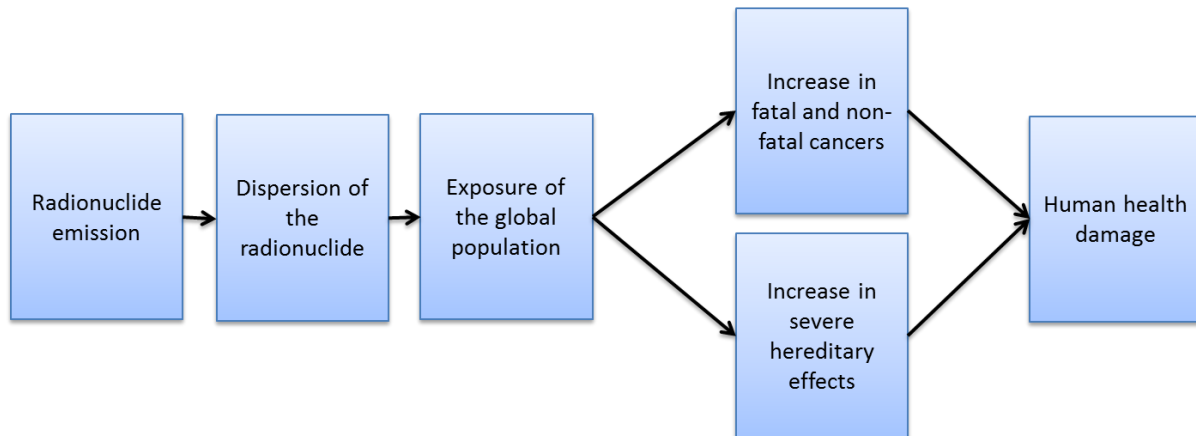 Radionuclide
emission
Dispersion of
the
radionuclide
Exposure of
the global
population
Increase in
fatal and non-
fatal cancers
Increase in
severe
hereditary
effects
Human health
damage